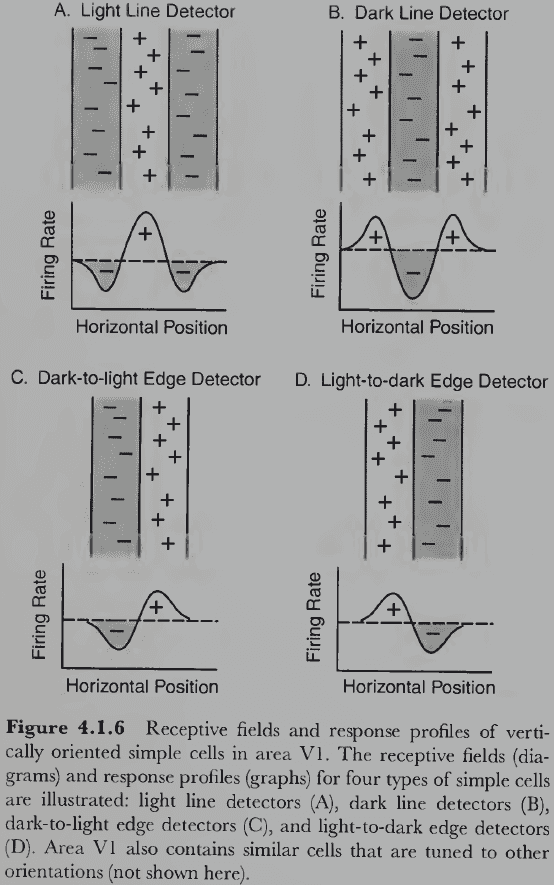 A. Light Line Detector
B. Dark Line Detector
Firing Rate
Horizontal Position
Firing Rate
Horizontal Position
C. Dark-to-light Edge Detector
D. Light-to-dark Edge Detector
Firing Rate
Horizontal Position
Firing Rate
Horizontal Position
Figure 4.1.6 Receptive fields and response profiles of verti-
cally oriented simple cells in area V1. The receptive fields (dia-
grams) and response profiles (graphs) for four types of simple cells
are illustrated: light line detectors (A), dark line detectors (B),
dark-to-light edge detectors (C), and light-to-dark edge detectors
(D). Area V1 also contains similar cells that are tuned to other
orientations (not shown here).